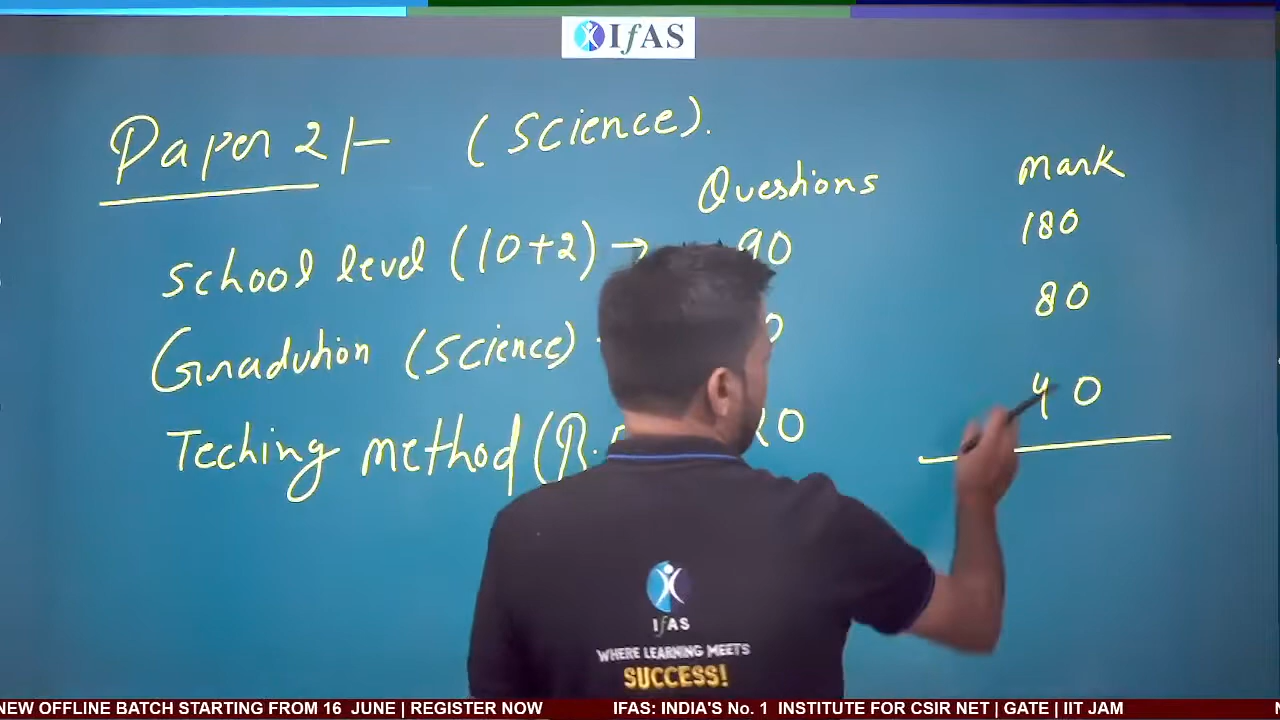 IfAS
Paper 2 :- (Science).
Questions mark
School level (10+2) → 90 180
Gradution (Science) 80
Teching method ( 20 40
IfAS
WHERE LEARNING MEETS
SUCCESS!
NEW OFFLINE BATCH STARTING FROM 16 JUNE | REGISTER NOW IFAS: INDIA'S No. 1 INSTITUTE FOR CSIR NET | GATE | IIT JAM